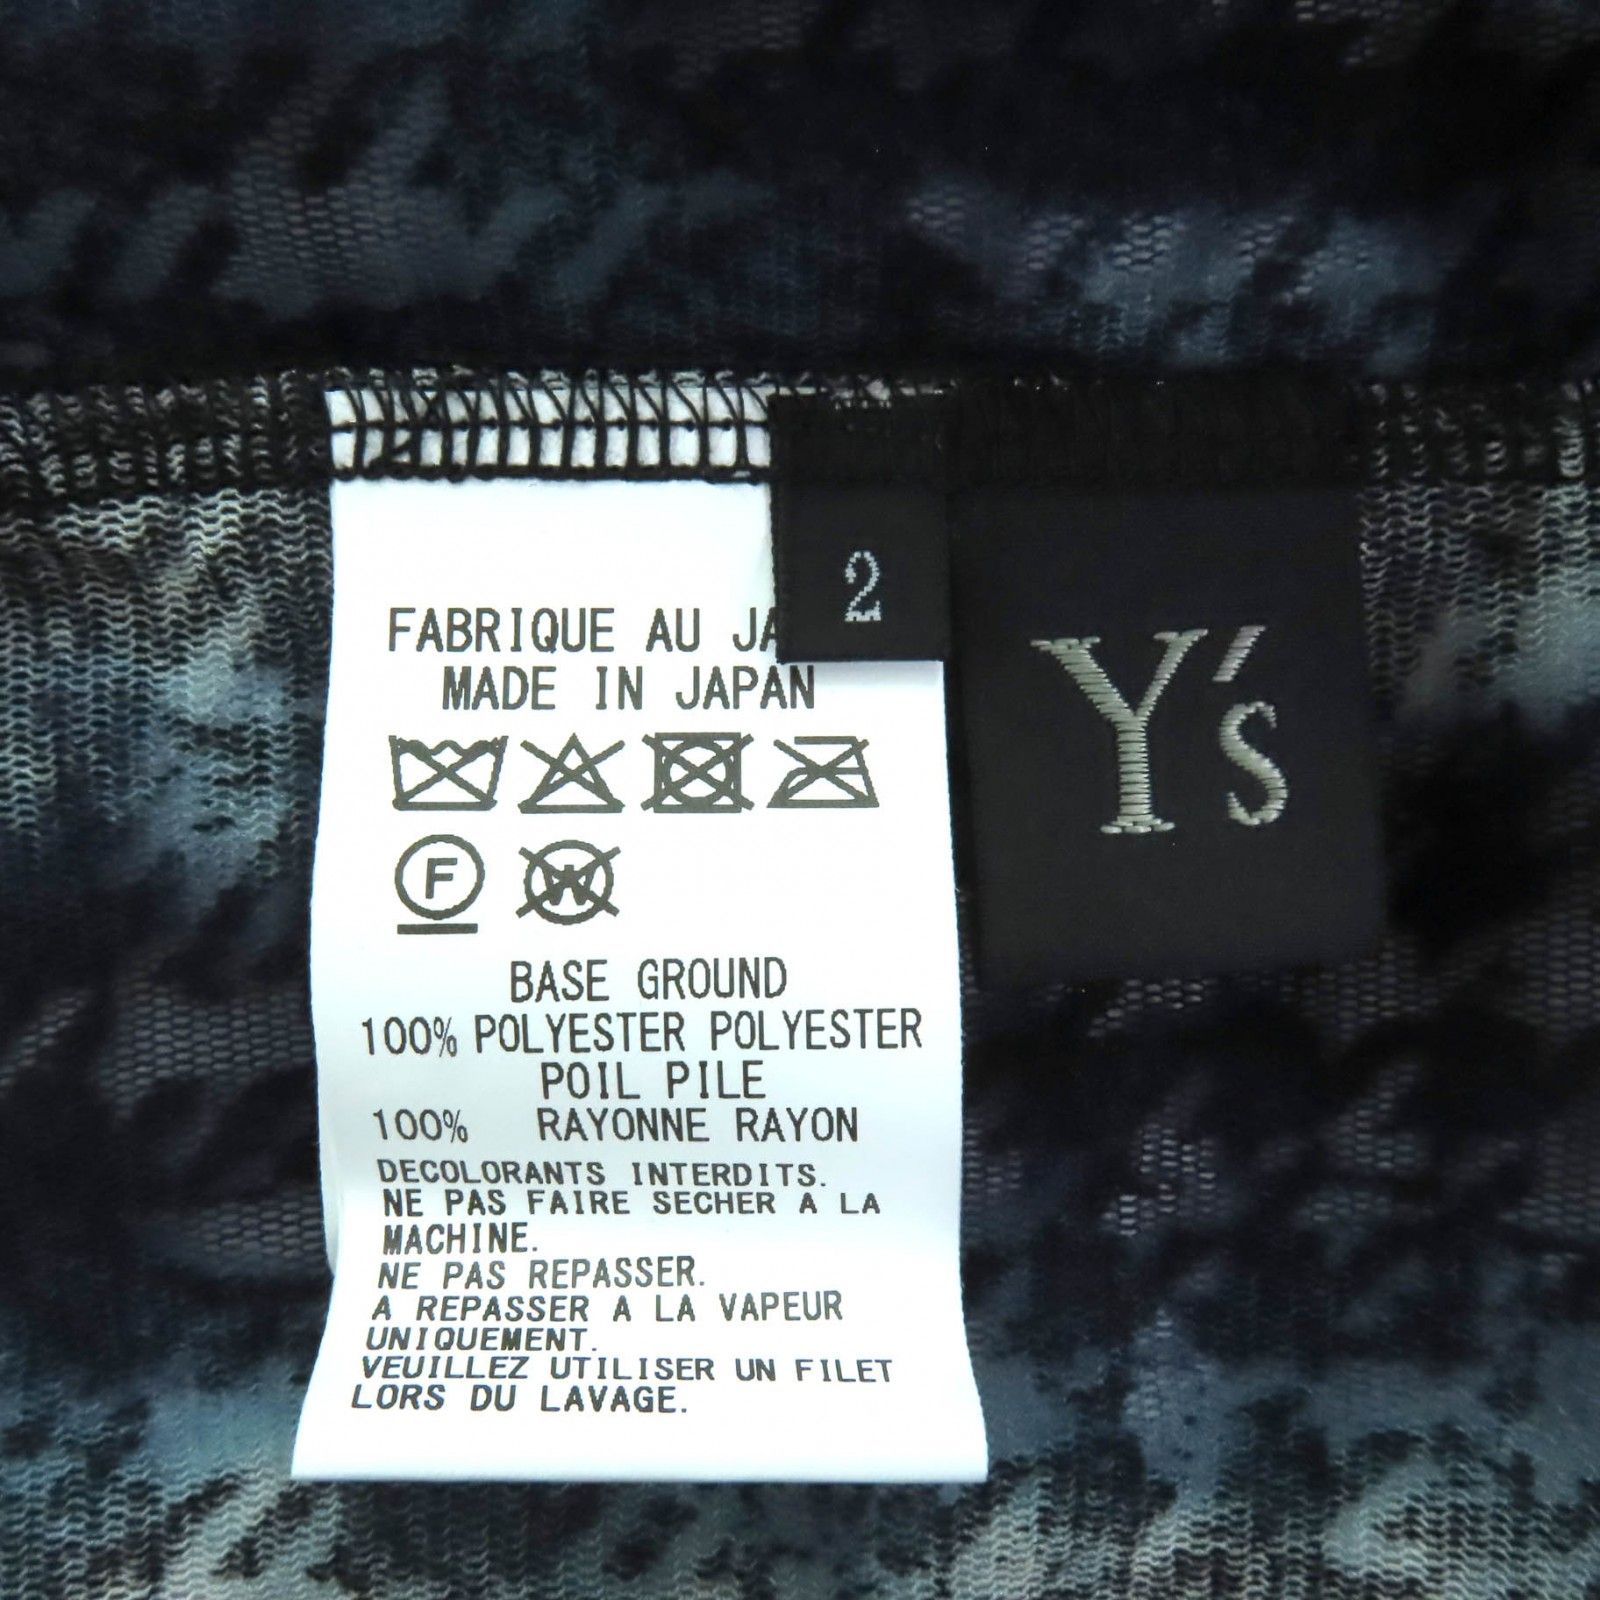 FABRIQUE AU
MADE IN JAPAN
F W
BASE GROUND
100% POLYESTER POLYESTER
POIL PILE
100% RAYONNE RAYON
DECOLORANTS INTERDITS.
NE PAS FAIRE SECHER A LA
MACHINE.
NE PAS REPASSER.
A REPASSER A LA VAPEUR
UNIQUEMENT.
VEUILLEZ UTILISER UN FILET
LORS DU LAVAGE.
2
Y's